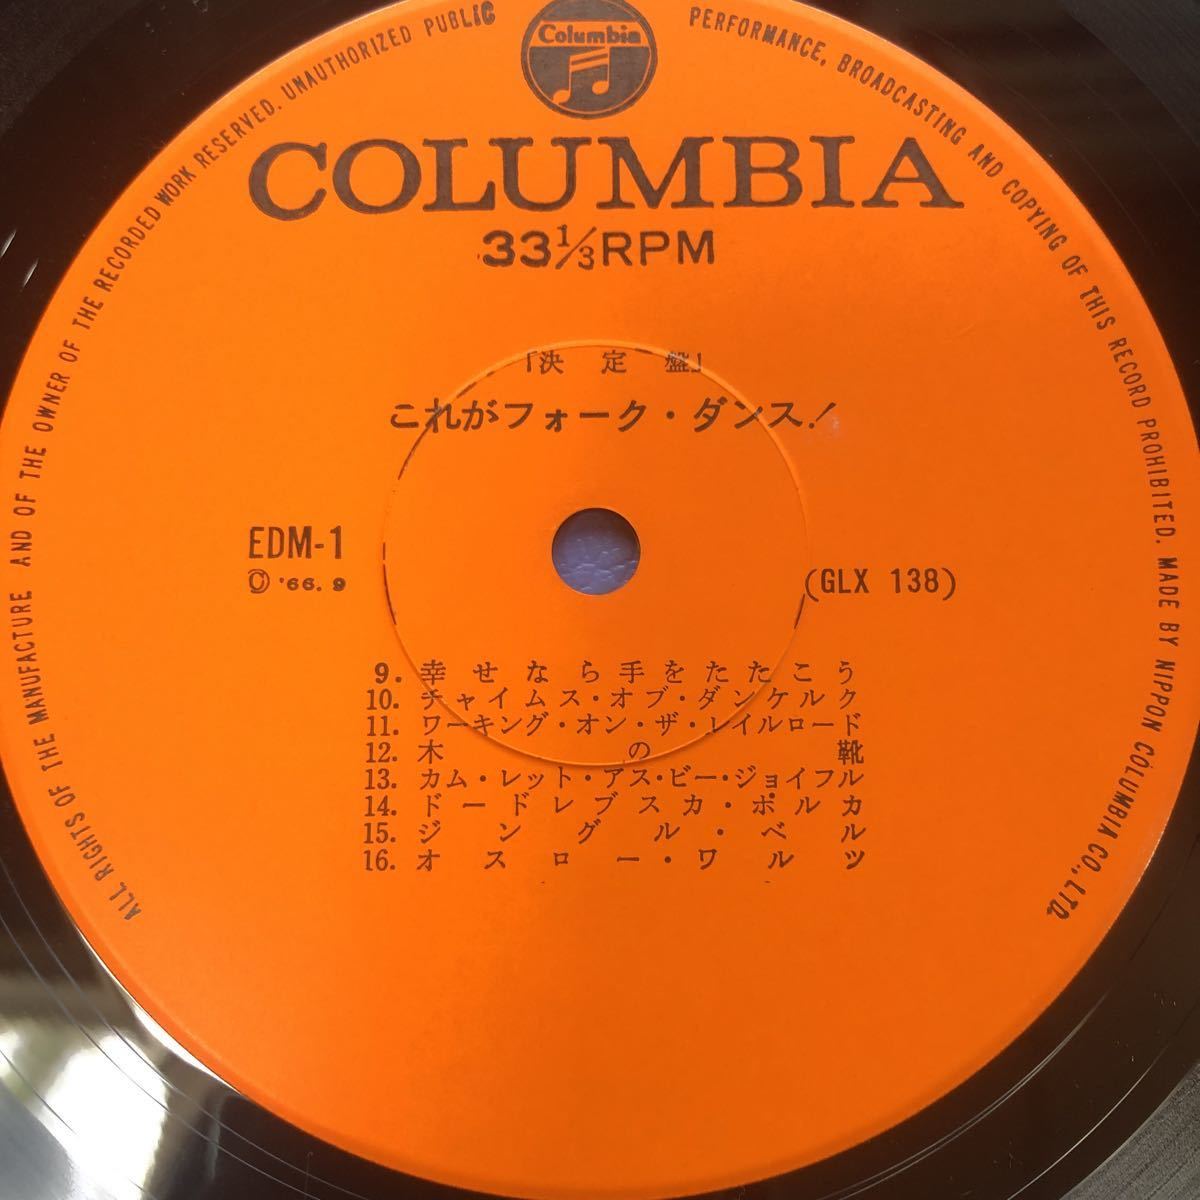 ALL RIGHTS OF THE MANUFACTURE AND OF THE OWNER OF THE RECORDED WORK RESERVED. UNAUTHORIZED PUBLIC PERFORMANCE, BROADCASTING AND COPYING OF THIS RECORD PROHIBITED. MADE BY NIPPON COLUMBIA CO., LTD.
Columbia
COLUMBIA
33 1/3 RPM
「決定盤」
これがフォーク・ダンス!
EDM-1
Ⓒ '66. 9
(GLX 138)
9. 幸せなら手をたたこう
10. チャイムス・オブ・ダンケルク
11. ワーキング・オン・ザ・レイルロード
12. 木の靴
13. カム・レット・アス・ビー・ジョイフル
14. ドードレブスカ・ポルカ
15. ジングル・ベル
16. オスロー・ワルツ